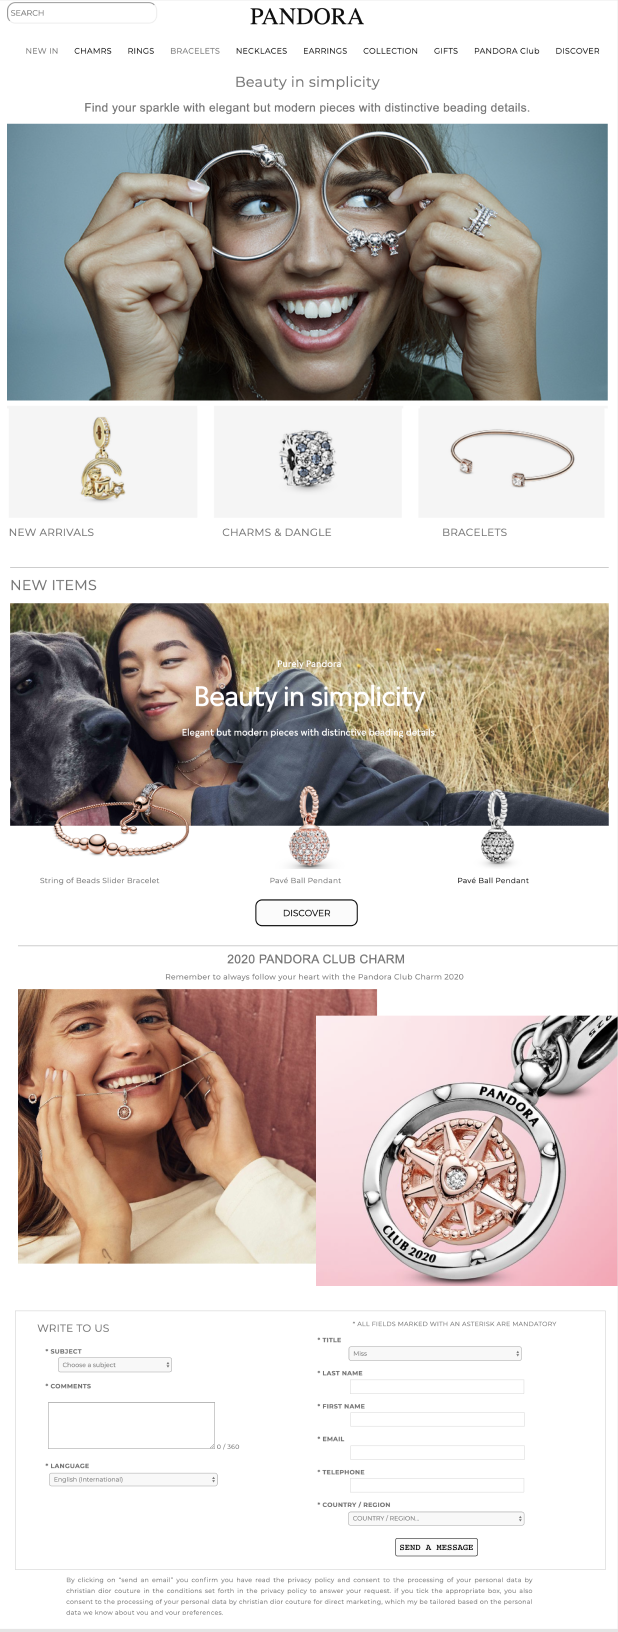 SEARCH
PANDORA
NEW IN CHAMRS RINGS BRACELETS NECKLACES EARRINGS COLLECTION GIFTS PANDORA Club DISCOVER
Beauty in simplicity
Find your sparkle with elegant but modern pieces with distinctive beading details.
NEW ARRIVALS
CHARMS & DANGLE
BRACELETS
NEW ITEMS
Purely Pandora
Beauty in simplicity
Elegant but modern pieces with distinctive beading details
String of Beads Slider Bracelet
Pavé Ball Pendant
Pavé Ball Pendant
DISCOVER
2020 PANDORA CLUB CHARM
Remember to always follow your heart with the Pandora Club Charm 2020
PANDORA
CLUB 2020
WRITE TO US
* SUBJECT
Choose a subject
* COMMENTS
0 / 360
* LANGUAGE
English (International)
* ALL FIELDS MARKED WITH AN ASTERISK ARE MANDATORY
* TITLE
Miss
* LAST NAME
* FIRST NAME
* EMAIL
* TELEPHONE
* COUNTRY / REGION
COUNTRY / REGION...
SEND A MESSAGE
By clicking on "send an email" you confirm you have read the privacy policy and consent to the processing of your personal data by
christian dior couture in the conditions set forth in the privacy policy to answer your request. if you tick the appropriate box, you also
consent to the processing of your personal data by christian dior couture for direct marketing, which my be tailored based on the personal
data we know about you and your preferences.